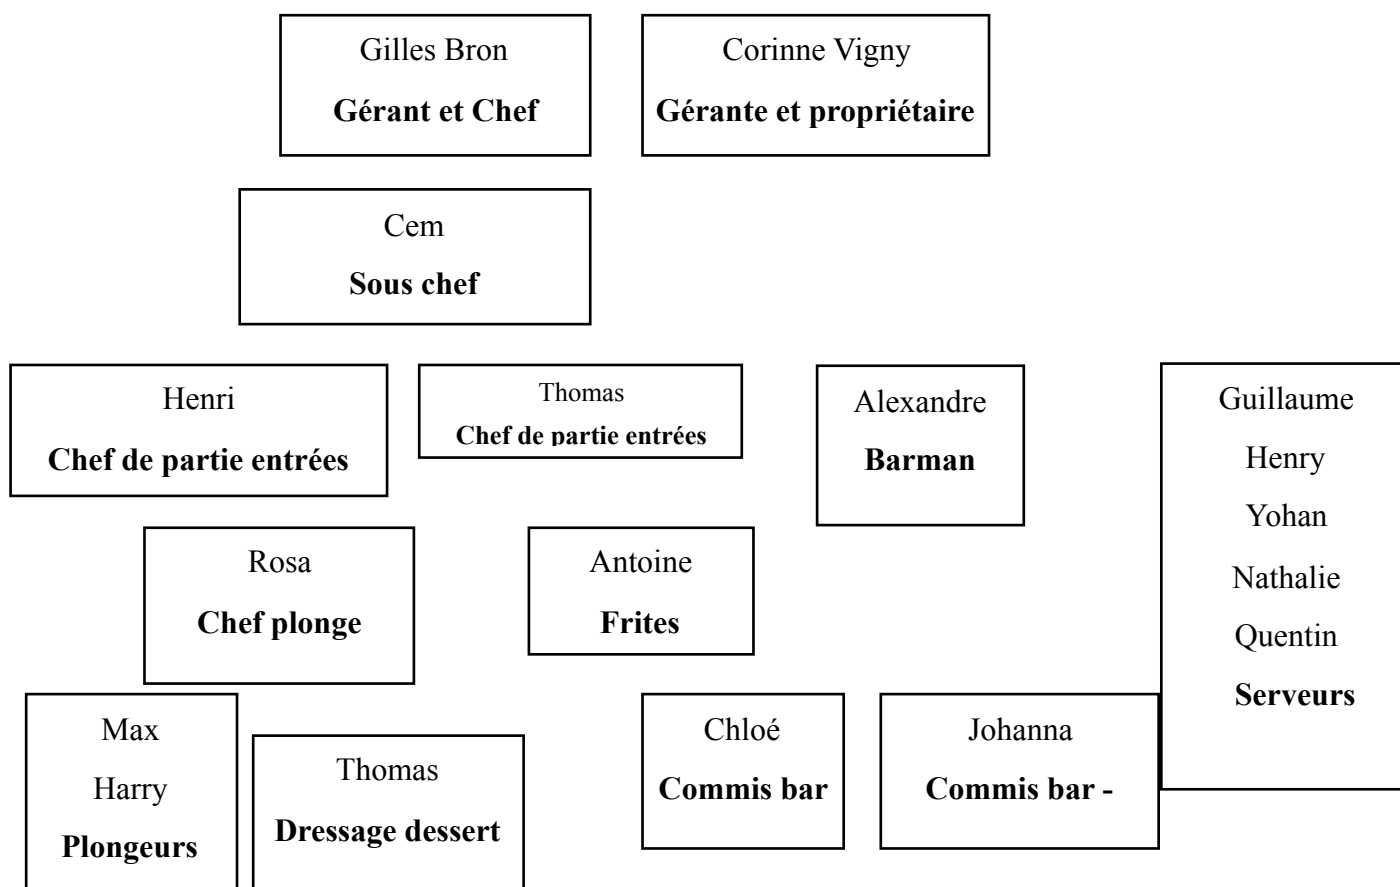 Gilles Bron
Gérant et Chef
Corinne Vigny
Gérante et propriétaire
Cem
Sous chef
Henri
Chef de partie entrées
Thomas
Chef de partie entrées
Alexandre
Barman
Guillaume
Henry
Yohan
Nathalie
Quentin
Serveurs
Rosa
Chef plonge
Antoine
Frites
Max
Harry
Plongeurs
Thomas
Dressage dessert
Chloé
Commis bar
Johanna
Commis bar -